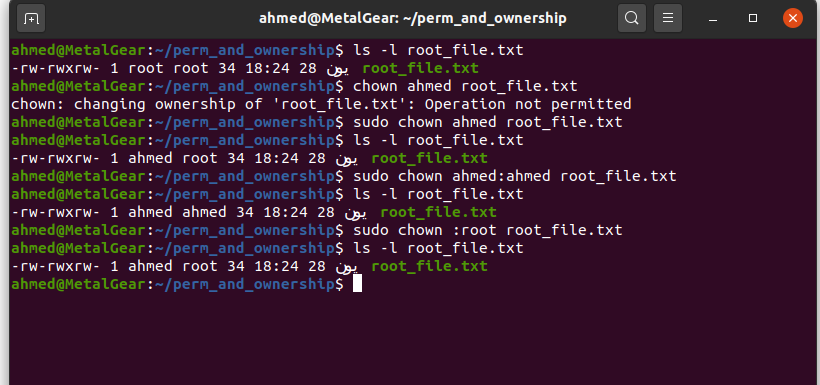 ahmed@MetalGear: ~/perm_and_ownership
ahmed@MetalGear:~/perm_and_ownership$ ls -l root_file.txt
-rw-rwxrw- 1 root root 34 18:24 28 يون root_file.txt
ahmed@MetalGear:~/perm_and_ownership$ chown ahmed root_file.txt
chown: changing ownership of 'root_file.txt': Operation not permitted
ahmed@MetalGear:~/perm_and_ownership$ sudo chown ahmed root_file.txt
ahmed@MetalGear:~/perm_and_ownership$ ls -l root_file.txt
-rw-rwxrw- 1 ahmed root 34 18:24 28 يون root_file.txt
ahmed@MetalGear:~/perm_and_ownership$ sudo chown ahmed:ahmed root_file.txt
ahmed@MetalGear:~/perm_and_ownership$ ls -l root_file.txt
-rw-rwxrw- 1 ahmed ahmed 34 18:24 28 يون root_file.txt
ahmed@MetalGear:~/perm_and_ownership$ sudo chown :root root_file.txt
ahmed@MetalGear:~/perm_and_ownership$ ls -l root_file.txt
-rw-rwxrw- 1 ahmed root 34 18:24 28 يون root_file.txt
ahmed@MetalGear:~/perm_and_ownership$